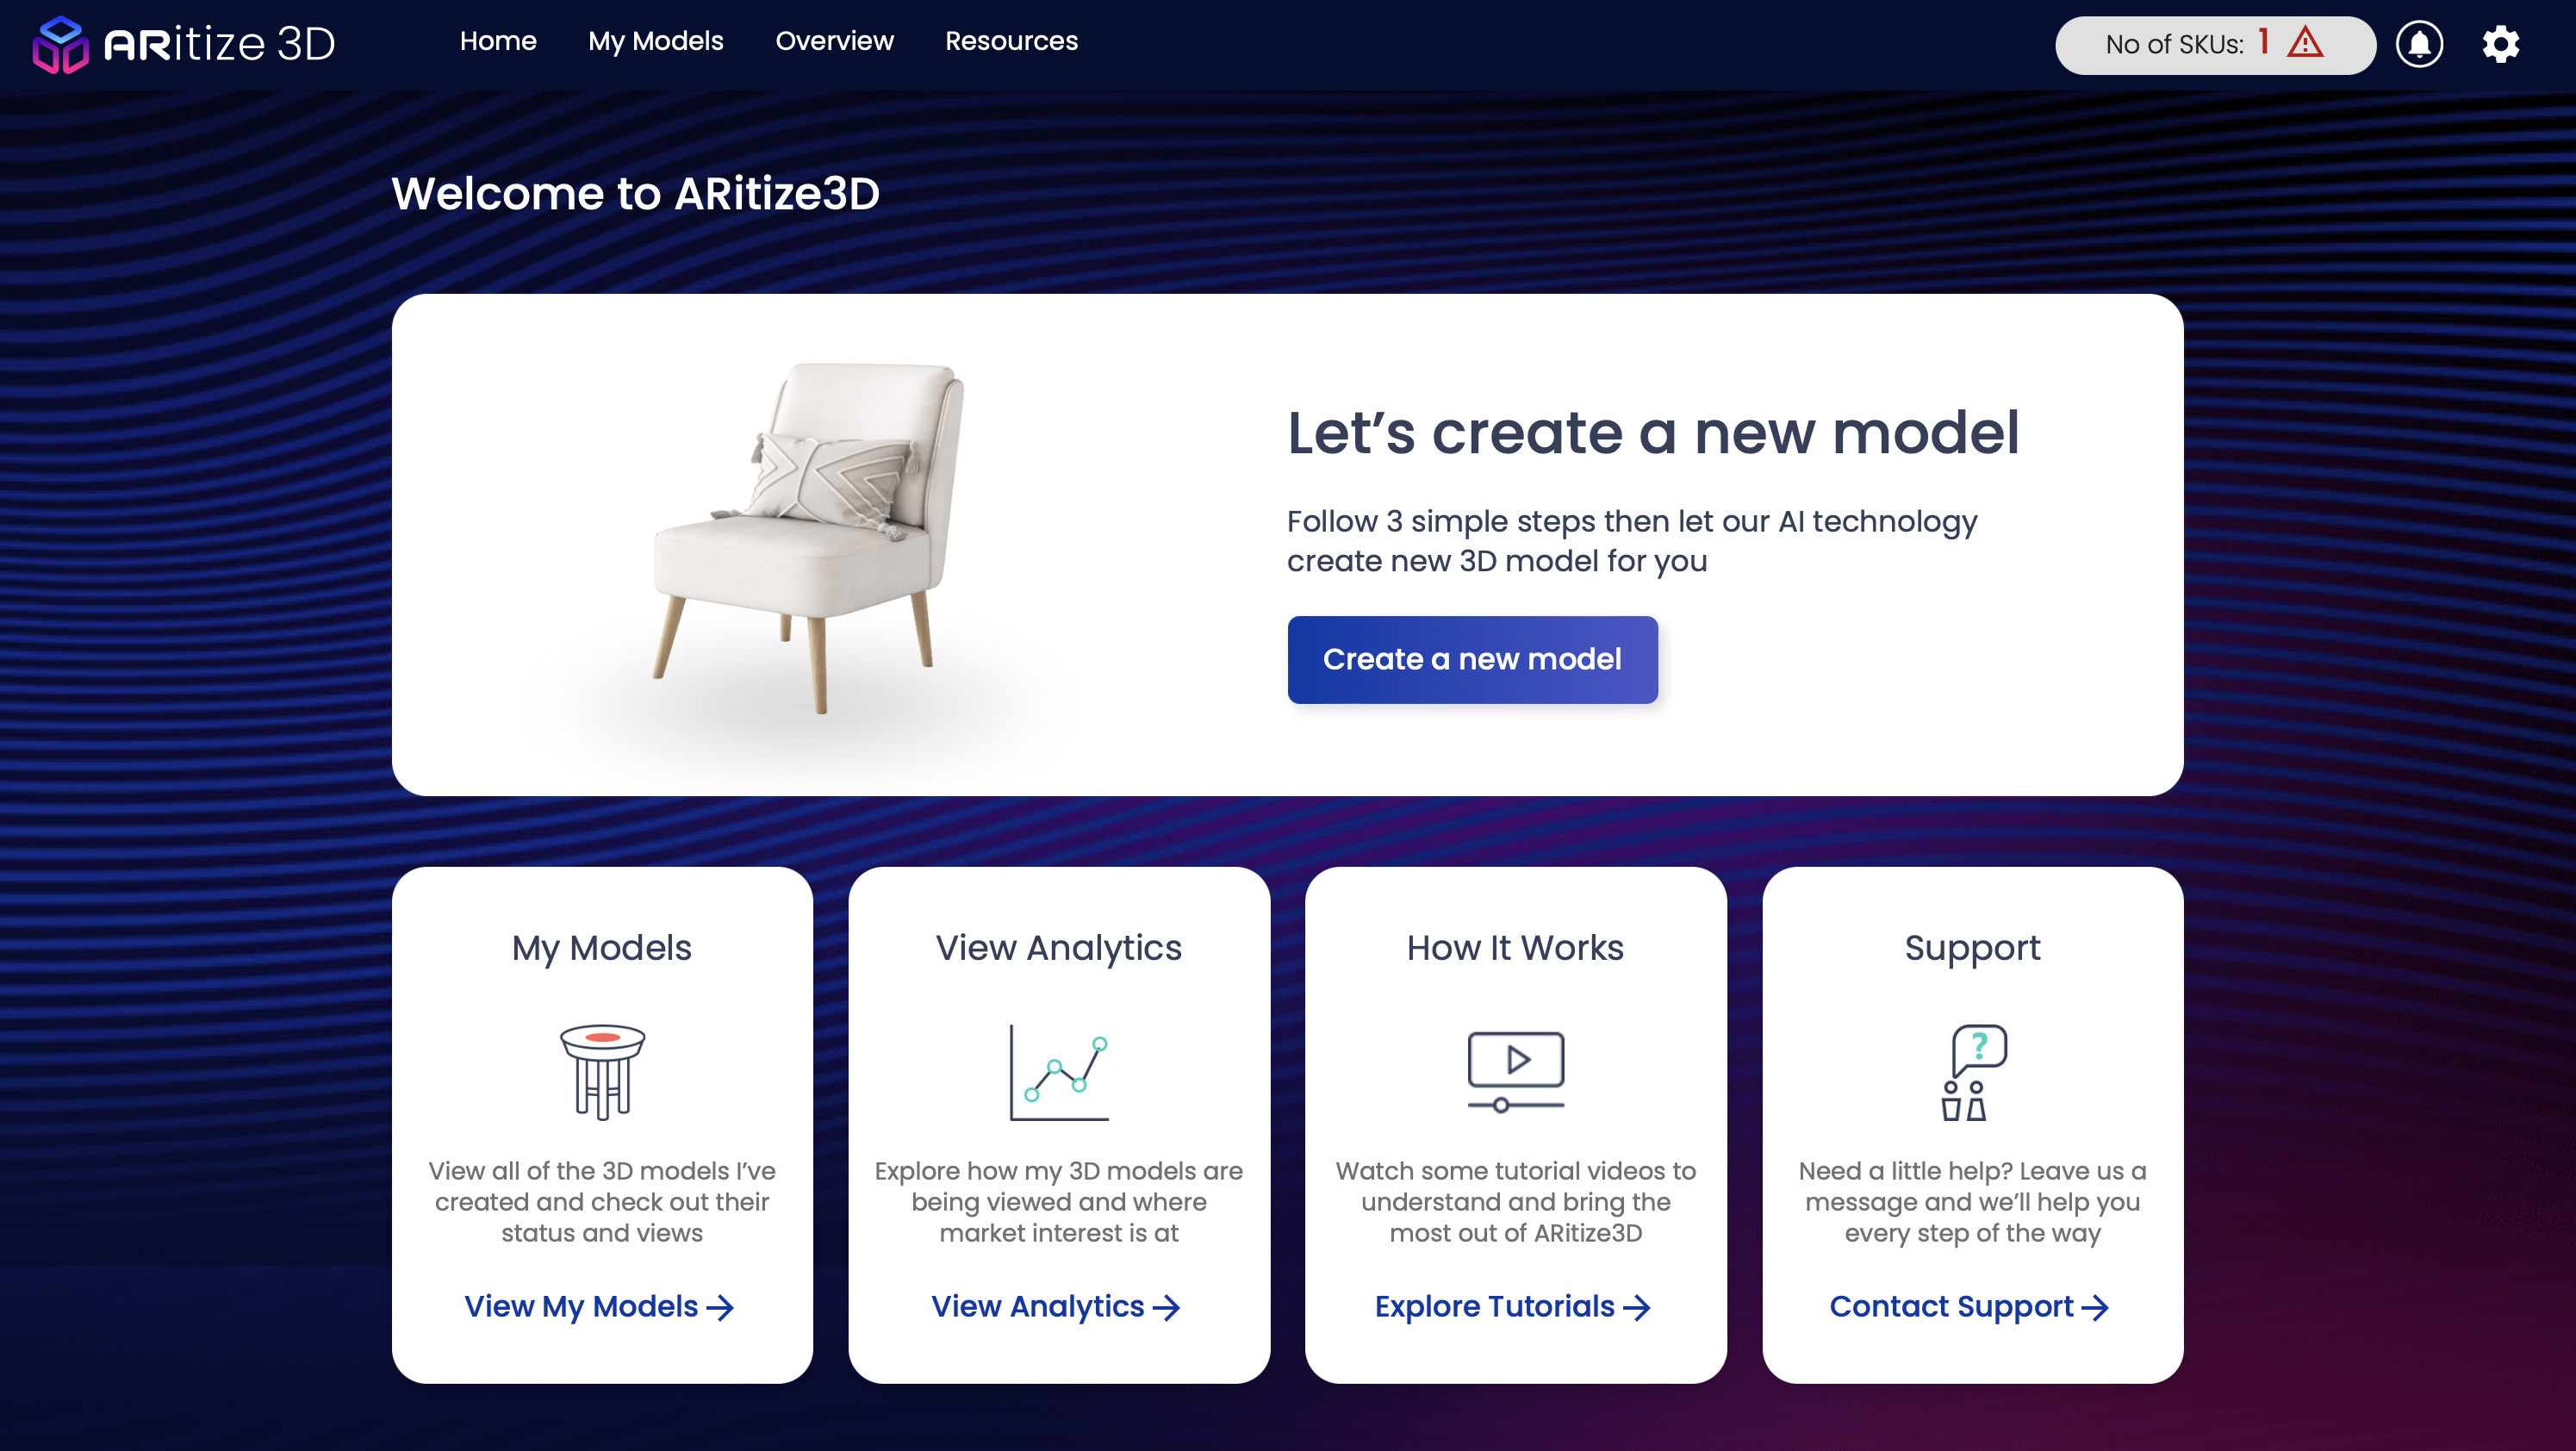 ARitize 3D
Home
My Models
Overview
Resources
No of SKUs: 1
Welcome to ARitize3D
Let’s create a new model
Follow 3 simple steps then let our AI technology
create new 3D model for you
Create a new model
My Models
View all of the 3D models I’ve
created and check out their
status and views
View My Models
View Analytics
Explore how my 3D models are
being viewed and where
market interest is at
View Analytics
How It Works
Watch some tutorial videos to
understand and bring the
most out of ARitize3D
Explore Tutorials
Support
?
Need a little help? Leave us a
message and we’ll help you
every step of the way
Contact Support